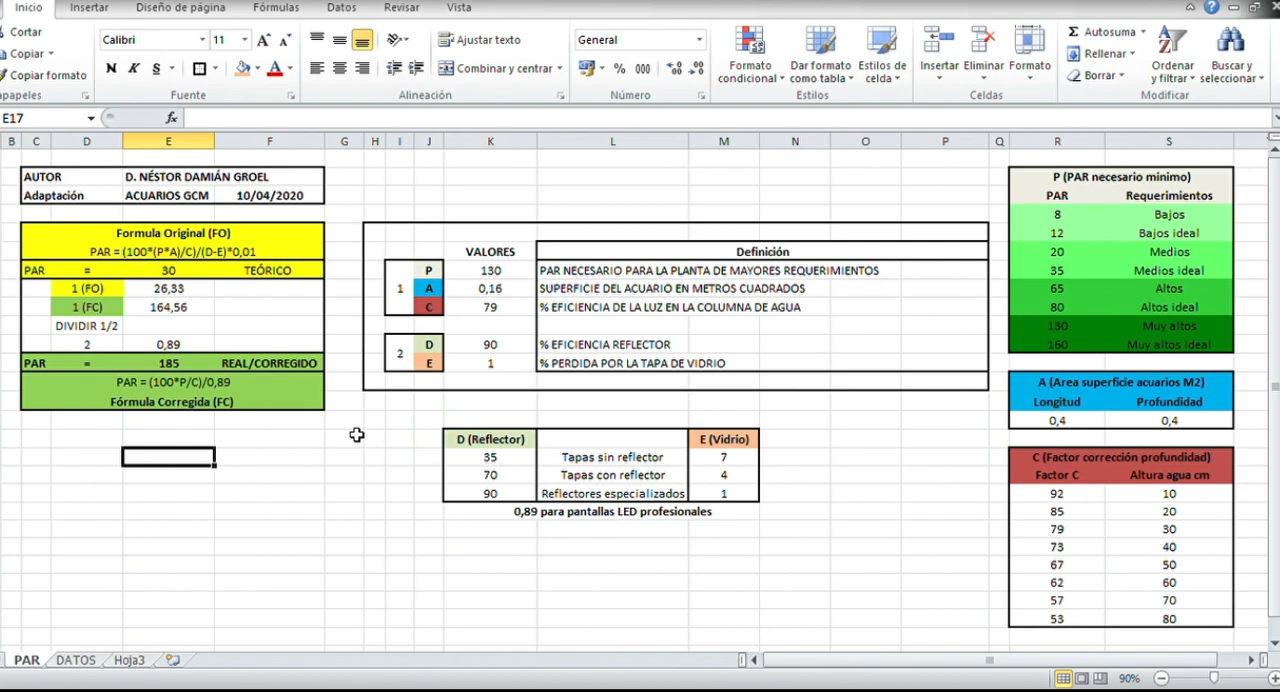 Inicio Insertar Diseño de página Fórmulas Datos Revisar Vista
Cortar
Copiar
Copiar formato
apapeles
Calibri 11
N K S
Fuente
Ajustar texto
Combinar y centrar
Alineación
General
% 000
Número
Formato condicional
Dar formato como tabla
Estilos de celda
Estilos
Insertar Eliminar Formato
Celdas
Autosuma
Rellenar
Borrar
Ordenar y filtrar
Buscar y seleccionar
Modificar
E17 fx
B C D E F G H I J K L M N O P Q R S
AUTOR D. NÉSTOR DAMIÁN GROEL
Adaptación ACUARIOS GCM 10/04/2020
Formula Original (FO)
PAR = (100*(P*A)/C)/(D-E)*0,01
PAR = 30 TEÓRICO
1 (FO) 26,33
1 (FC) 164,56
DIVIDIR 1/2
2 0,89
PAR = 185 REAL/CORREGIDO
PAR = (100*P/C)/0,89
Fórmula Corregida (FC)
VALORES Definición
1
P 130 PAR NECESARIO PARA LA PLANTA DE MAYORES REQUERIMIENTOS
A 0,16 SUPERFICIE DEL ACUARIO EN METROS CUADRADOS
C 79 % EFICIENCIA DE LA LUZ EN LA COLUMNA DE AGUA
2
D 90 % EFICIENCIA REFLECTOR
E 1 % PERDIDA POR LA TAPA DE VIDRIO
D (Reflector) E (Vidrio)
35 Tapas sin reflector 7
70 Tapas con reflector 4
90 Reflectores especializados 1
0,89 para pantallas LED profesionales
P (PAR necesario minimo)
PAR Requerimientos
8 Bajos
12 Bajos ideal
20 Medios
35 Medios ideal
65 Altos
80 Altos ideal
130 Muy altos
160 Muy altos ideal
A (Area superficie acuarios M2)
Longitud Profundidad
0,4 0,4
C (Factor corrección profundidad)
Factor C Altura agua cm
92 10
85 20
79 30
73 40
67 50
62 60
57 70
53 80
PAR DATOS Hoja3
90%